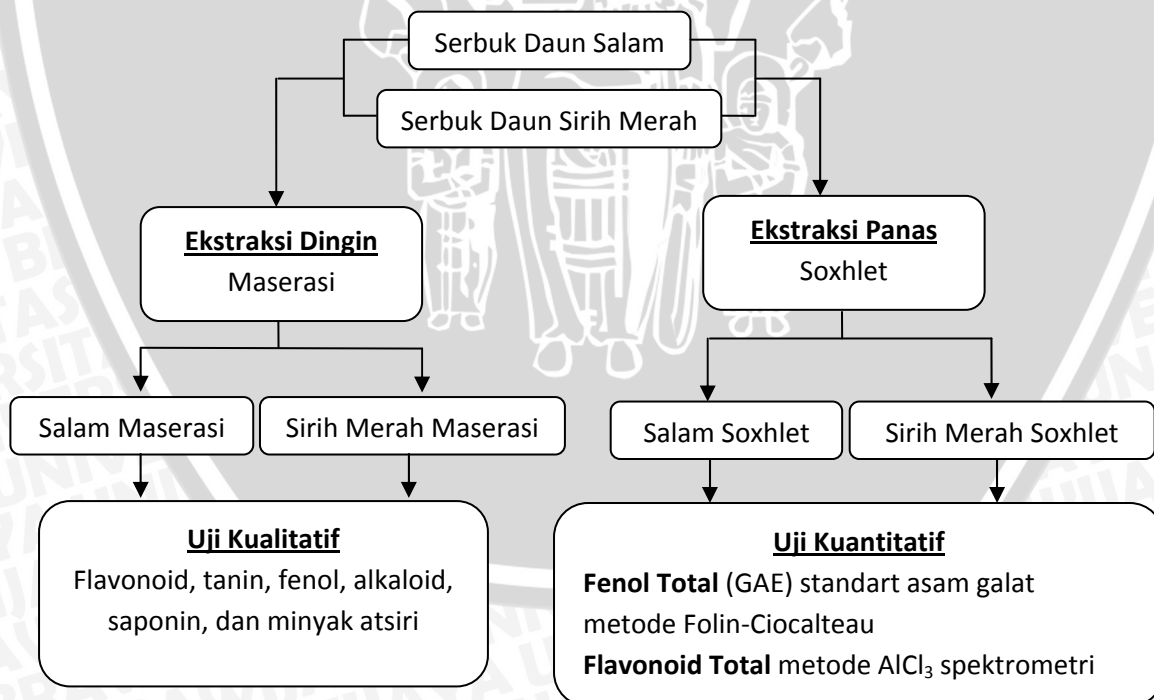 Serbuk Daun Salam
Serbuk Daun Sirih Merah
Ekstraksi Dingin
Maserasi
Ekstraksi Panas
Soxhlet
Salam Maserasi
Sirih Merah Maserasi
Salam Soxhlet
Sirih Merah Soxhlet
Uji Kualitatif
Flavonoid, tanin, fenol, alkaloid,
saponin, dan minyak atsiri
Uji Kuantitatif
Fenol Total (GAE) standart asam galat
metode Folin-Ciocalteau
Flavonoid Total metode AlCl₃ spektrometri